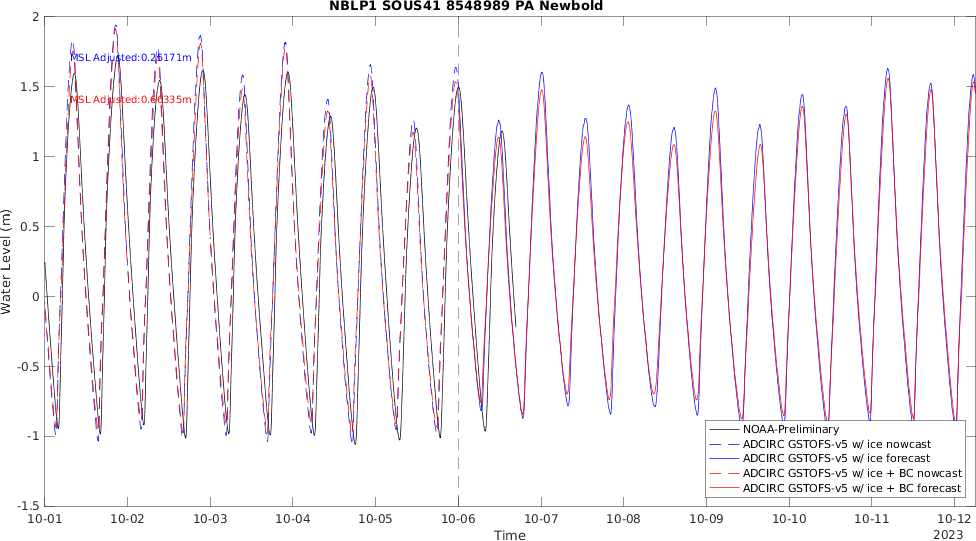 NBLP1 SOUS41 8548989 PA Newbold
2
1.5
1
0.5
0
-0.5
-1
-1.5
Water Level (m)
MSL Adjusted:0.26171m
MSL Adjusted:0.66335m
NOAA-Preliminary
ADCIRC GSTOFS-v5 w/ ice nowcast
ADCIRC GSTOFS-v5 w/ ice forecast
ADCIRC GSTOFS-v5 w/ ice + BC nowcast
ADCIRC GSTOFS-v5 w/ ice + BC forecast
10-01 10-02 10-03 10-04 10-05 10-06 10-07 10-08 10-09 10-10 10-11 10-12
Time
2023